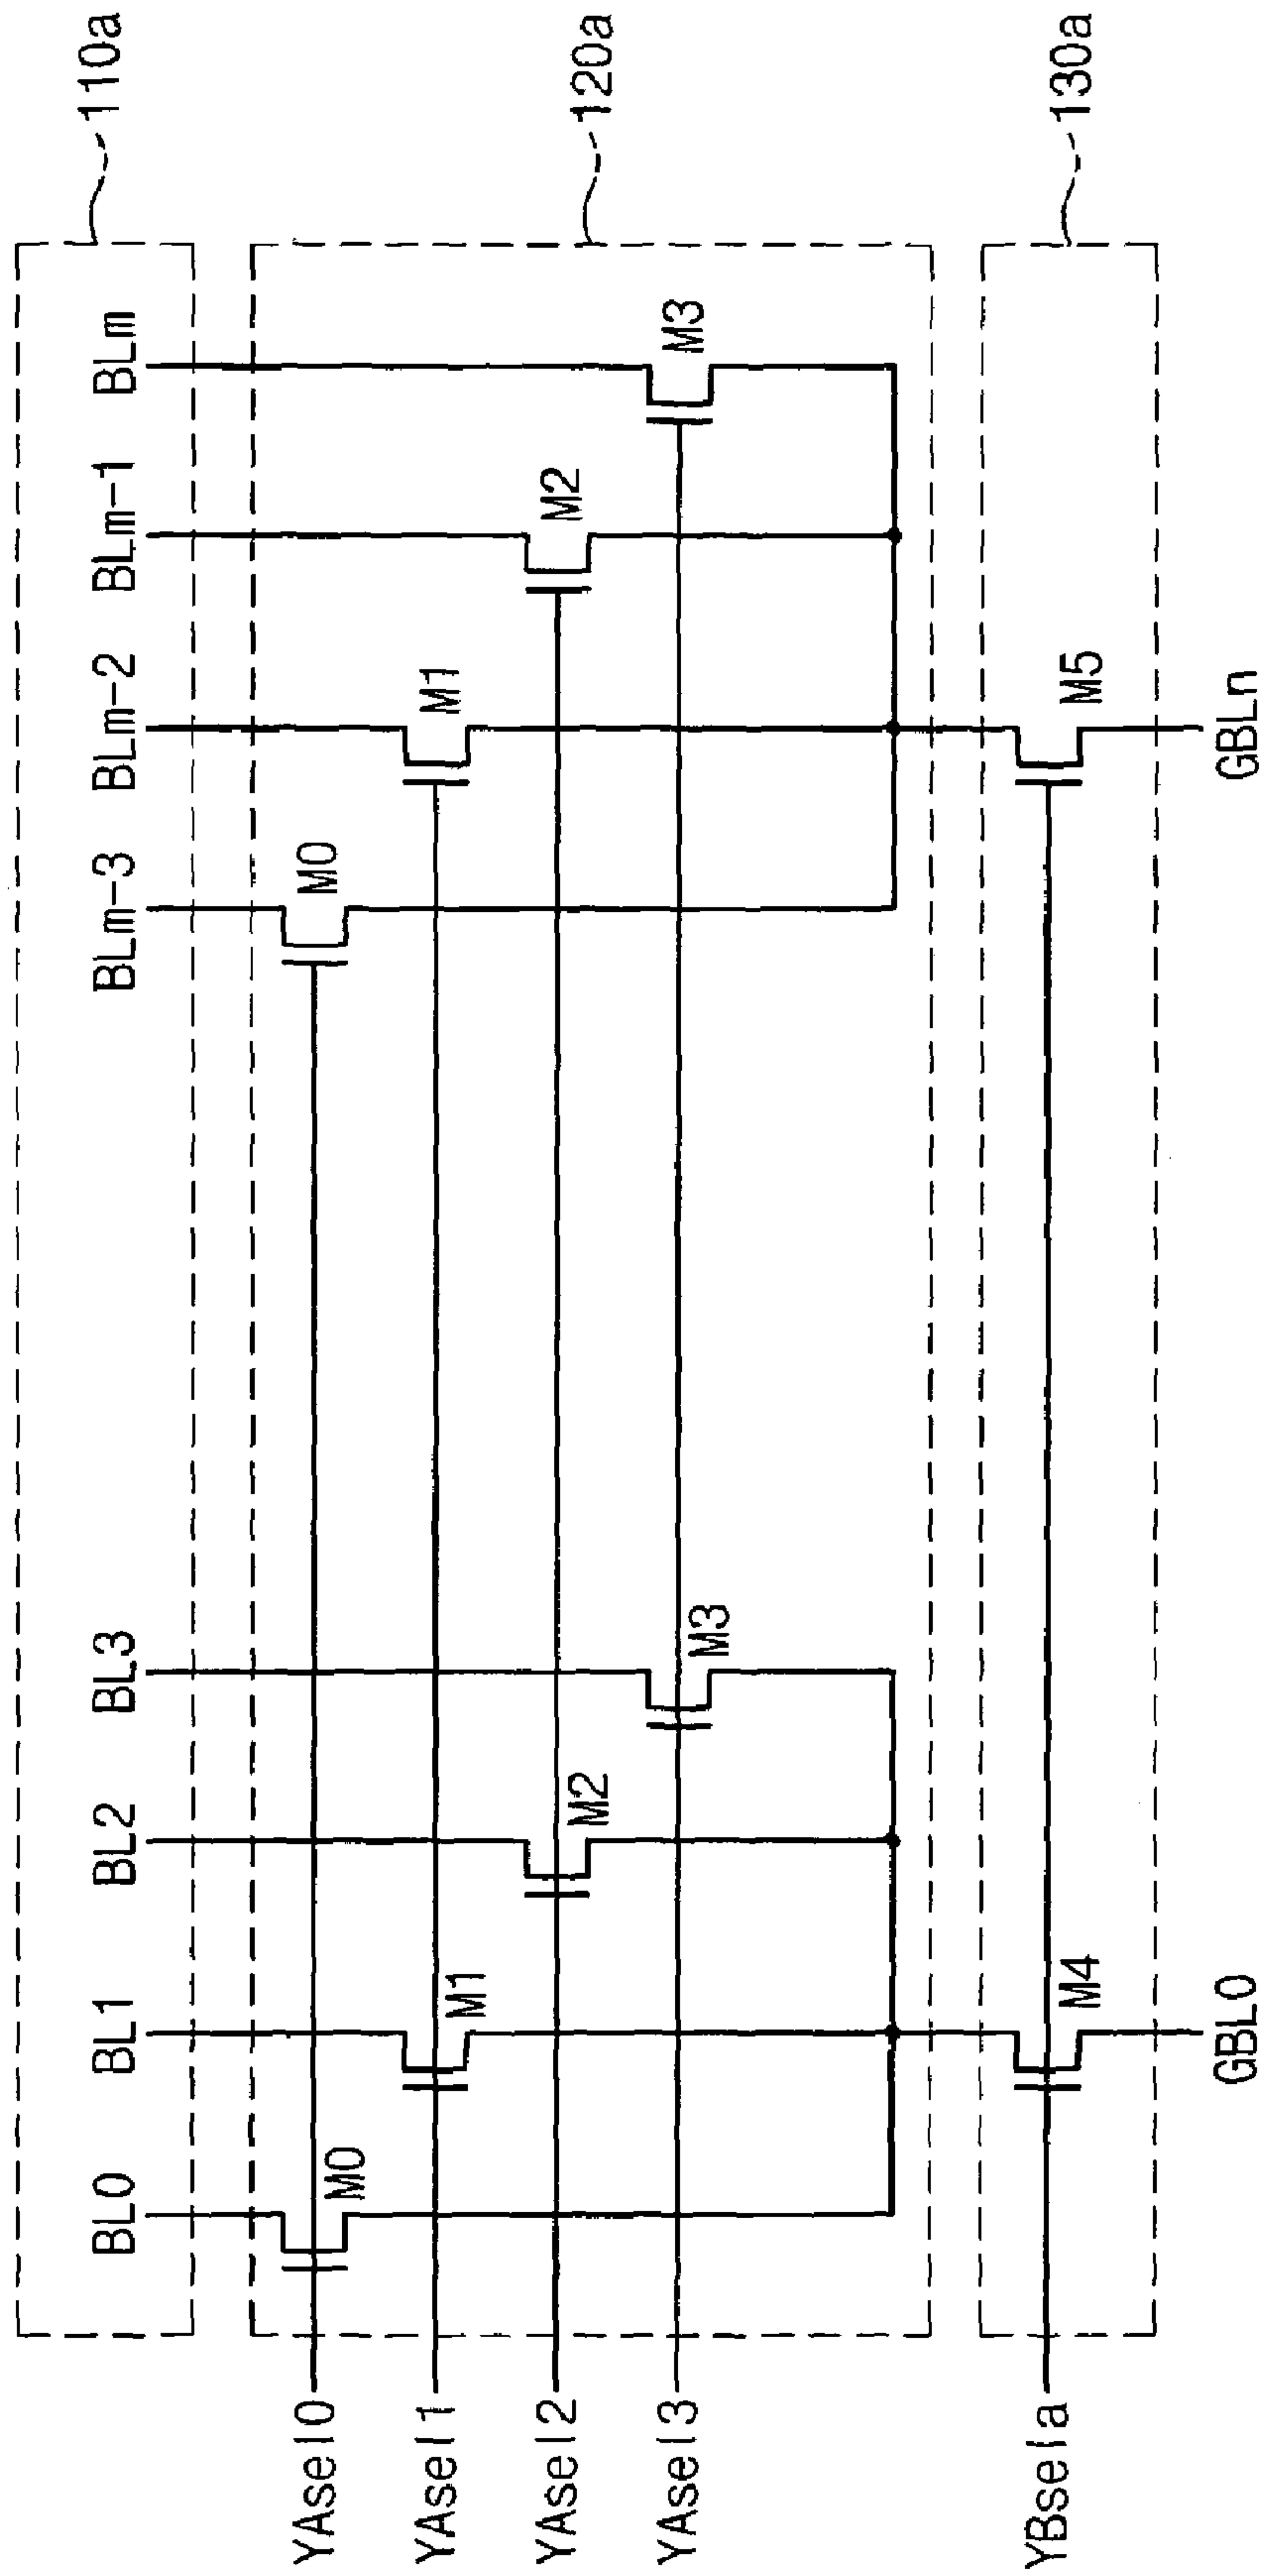 BL0 BL1 BL2 BL3 BLm-3 BLm-2 BLm-1 BLm
110a
YAsel0 M0 M0
YAsel1 M1 M1
YAsel2 M2 M2
120a
YAsel3 M3 M3
YBsela M4 M5
130a
GBL0 GBLn